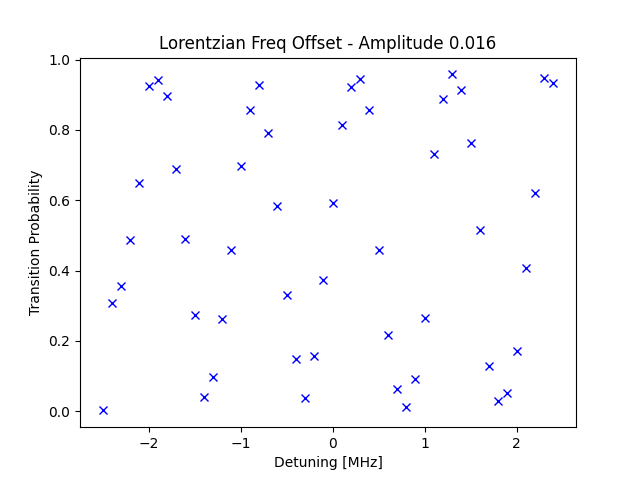 Lorentzian Freq Offset - Amplitude 0.016
Transition Probability
1.0
0.8
0.6
0.4
0.2
0.0
−2 −1 0 1 2
Detuning [MHz]